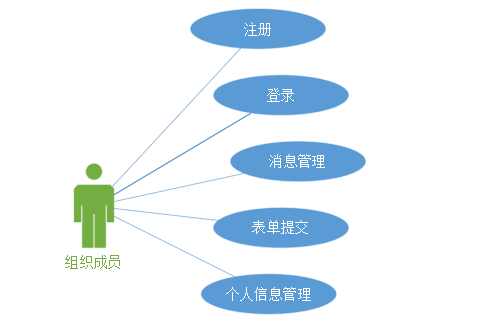 注册
登录
消息管理
表单提交
组织成员
个人信息管理